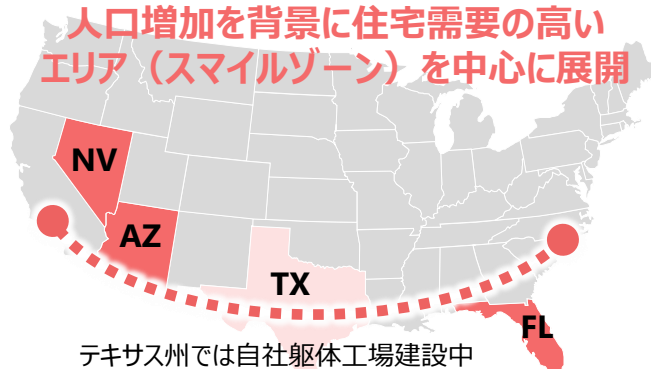 人口増加を背景に住宅需要の高い
エリア（スマイルゾーン）を中心に展開
NV
AZ
TX
FL
テキサス州では自社躯体工場建設中